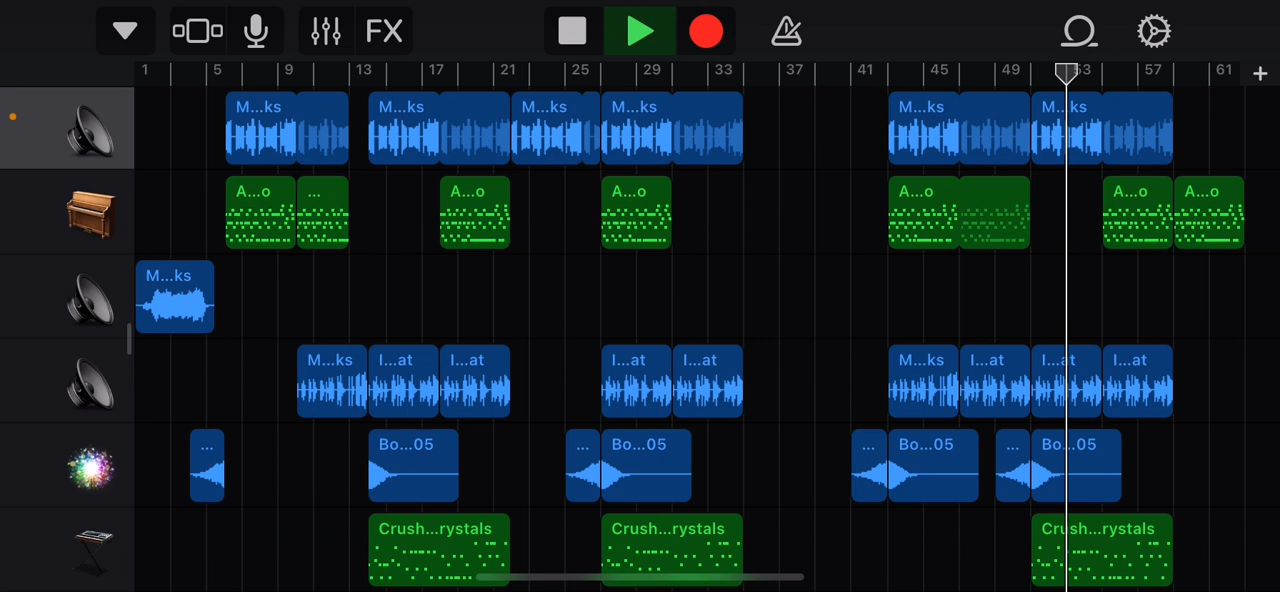 FX
1 5 9 13 17 21 25 29 33 37 41 45 49 53 57 61 +
M...ks M...ks M...ks M...ks M...ks M...ks
A...o ... A...o A...o A...o A...o A...o
M...ks
M...ks I...at I...at I...at I...at M...ks I...at I...at I...at
... Bo...05 ... Bo...05 ... Bo...05 ... Bo...05
Crush...rystals Crush...rystals Crush...rystals